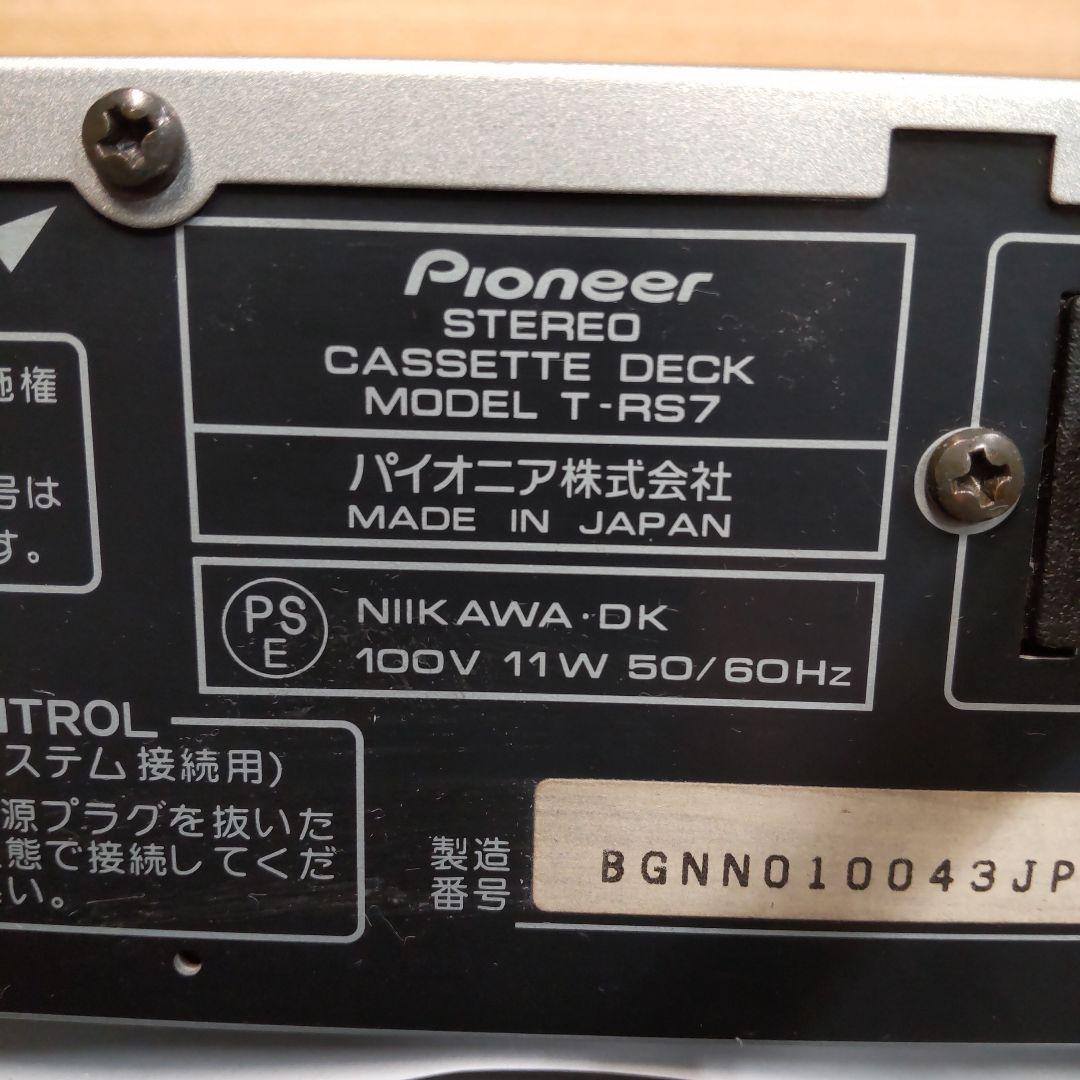 Pioneer
STEREO
CASSETTE DECK
MODEL T-RS7
パイオニア株式会社
MADE IN JAPAN
PS
E
NIIKAWA・DK
100V 11W 50/60Hz
施権
号は
す。
NTROL
ステム接続用)
源プラグを抜いた
態で接続してくだ
さい。
製造
番号
BGNN010043JP